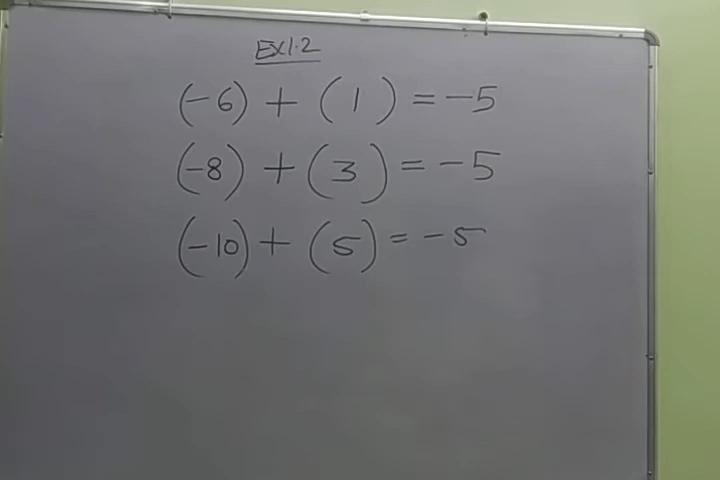 EX1.2
(-6) + (1) = -5
(-8) + (3) = -5
(-10) + (5) = -5